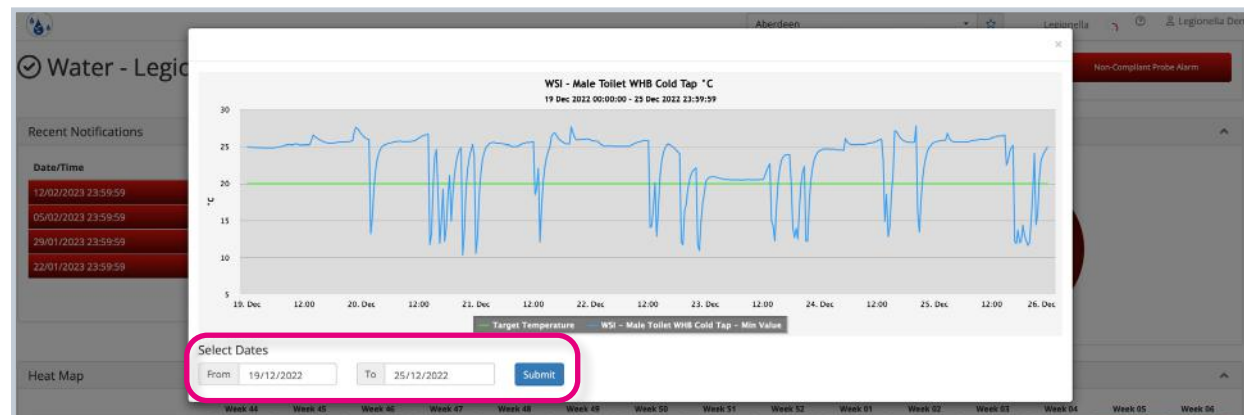 Aberdeen
Legionella
Legionella Den
Water - Legic
×
Non-Compliant Probe Alarm
WSI - Male Toilet WHB Cold Tap °C
19 Dec 2022 00:00:00 - 25 Dec 2022 23:59:59
Recent Notifications
Date/Time
12/02/2023 23:59:59
05/02/2023 23:59:59
29/01/2023 23:59:59
22/01/2023 23:59:59
°C
30
25
20
15
10
5
19. Dec 12:00 20. Dec 12:00 21. Dec 12:00 22. Dec 12:00 23. Dec 12:00 24. Dec 12:00 25. Dec 12:00 26. Dec
Target Temperature WSI - Male Toilet WHB Cold Tap - Min Value
Select Dates
From 19/12/2022 To 25/12/2022 Submit
Heat Map
Week 44 Week 45 Week 46 Week 47 Week 48 Week 49 Week 50 Week 51 Week 52 Week 01 Week 02 Week 03 Week 04 Week 05 Week 06